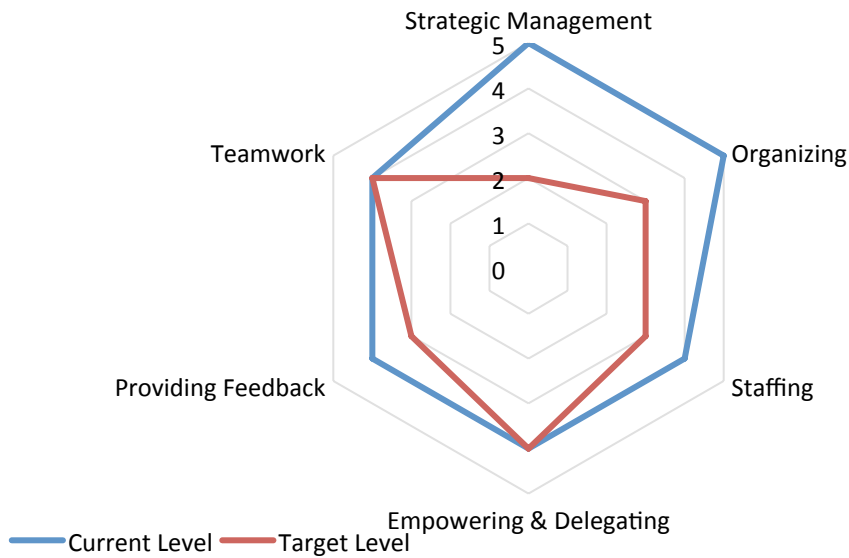 Strategic Management
5
4
3
2
1
0
Teamwork
Organizing
Providing Feedback
Staffing
Empowering & Delegating
Current Level
Target Level